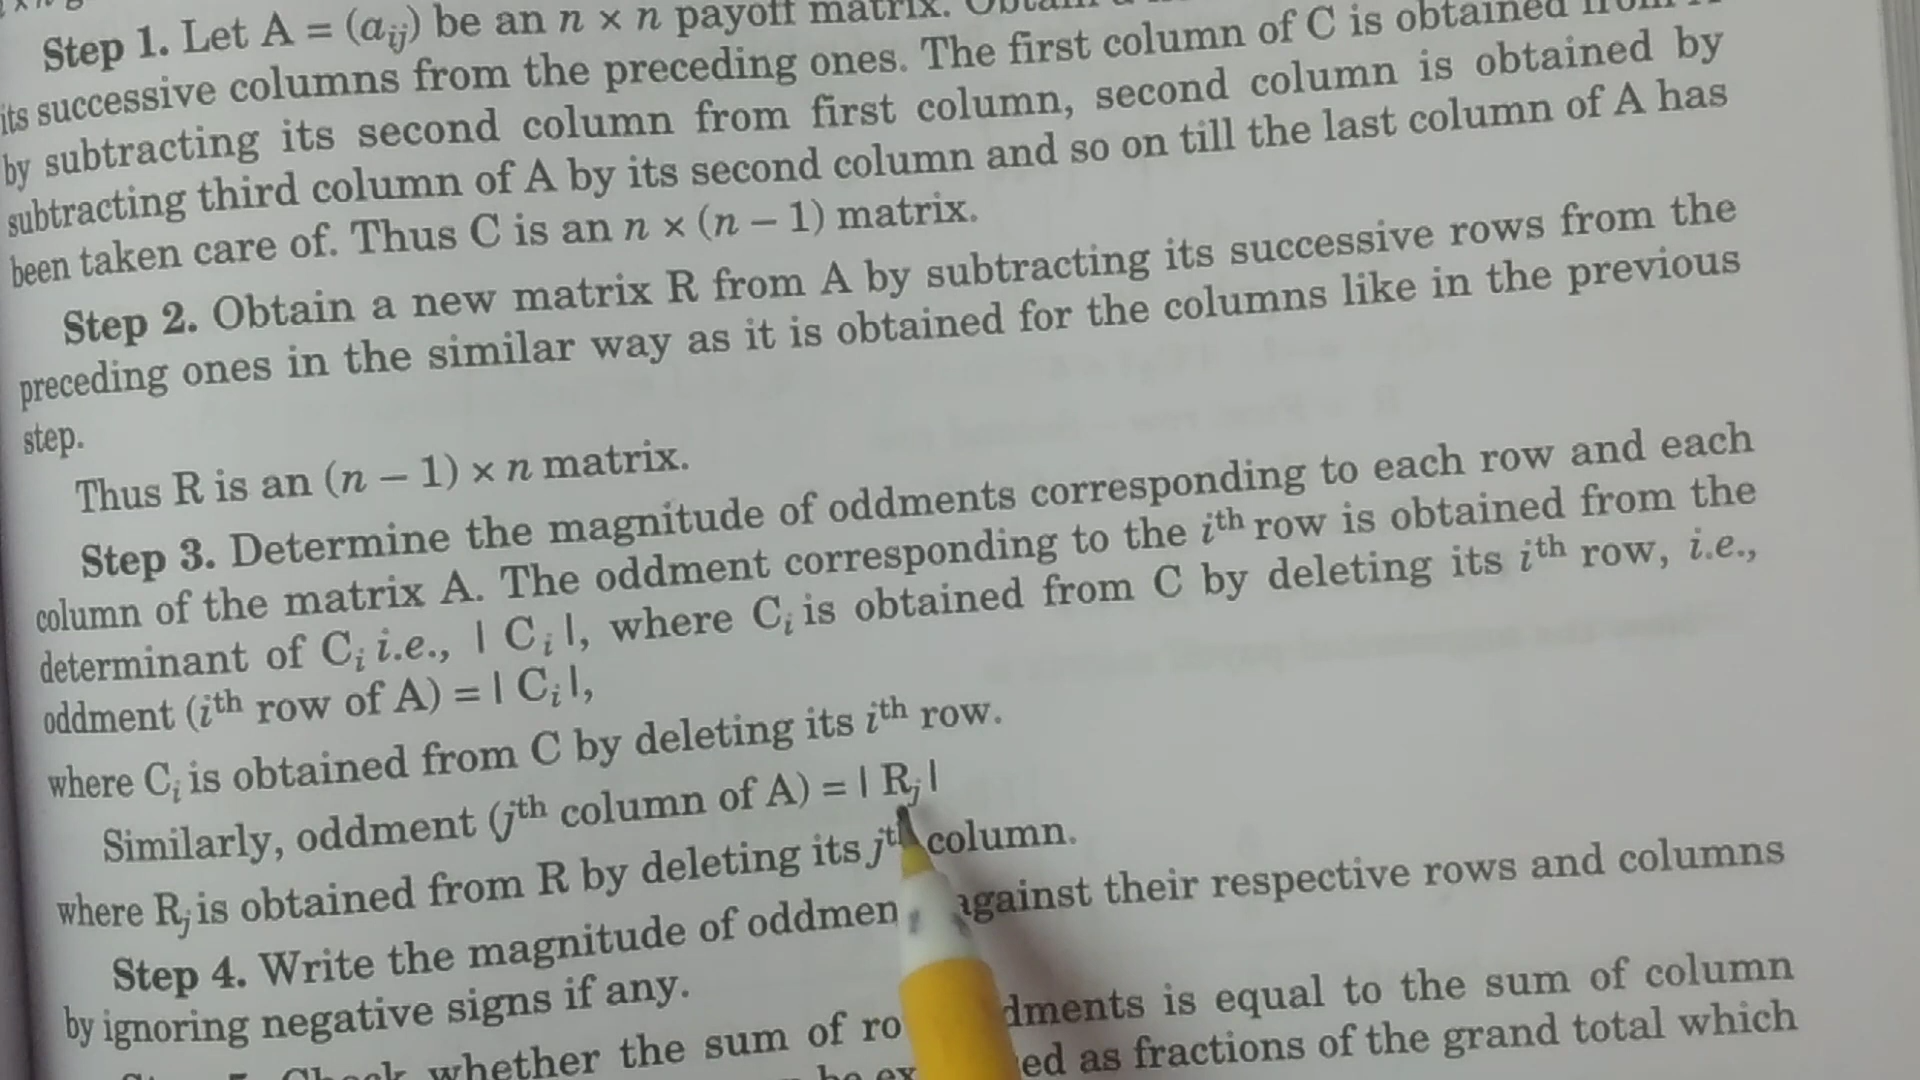 Step 1. Let A = (aij) be an n × n payoff matrix.
its successive columns from the preceding ones. The first column of C is obtained from
by subtracting its second column from first column, second column is obtained by
subtracting third column of A by its second column and so on till the last column of A has
been taken care of. Thus C is an n × (n – 1) matrix.
Step 2. Obtain a new matrix R from A by subtracting its successive rows from the
preceding ones in the similar way as it is obtained for the columns like in the previous
step.
Thus R is an (n – 1) × n matrix.
Step 3. Determine the magnitude of oddments corresponding to each row and each
column of the matrix A. The oddment corresponding to the ith row is obtained from the
determinant of Ci i.e., | Ci |, where Ci is obtained from C by deleting its ith row, i.e.,
oddment (ith row of A) = | Ci |,
where Ci is obtained from C by deleting its ith row.
Similarly, oddment (jth column of A) = | Rj |
where Rj is obtained from R by deleting its jth column.
Step 4. Write the magnitude of oddmen against their respective rows and columns
by ignoring negative signs if any.
Check whether the sum of ro dments is equal to the sum of column
be ex ed as fractions of the grand total which